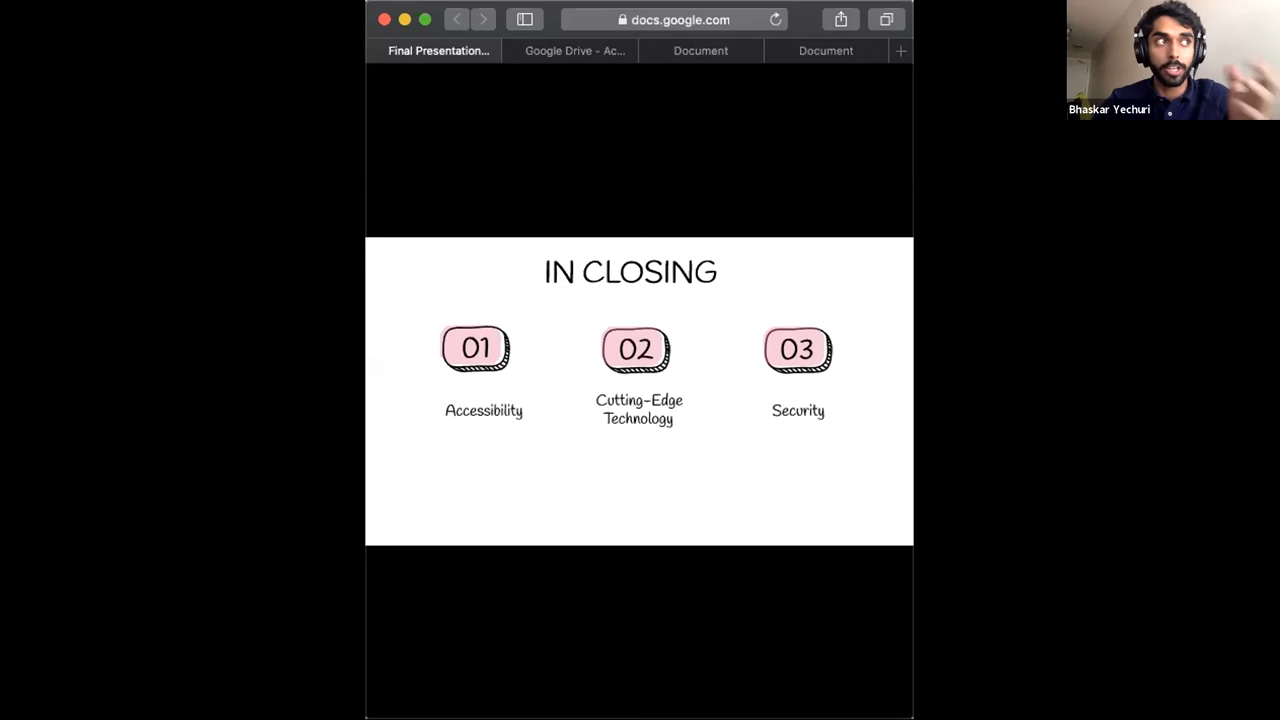 docs.google.com
Final Presentation...
Google Drive - Ac...
Document
Document
Bhaskar Yechuri
IN CLOSING
01
02
03
Accessibility
Cutting-Edge
Technology
Security